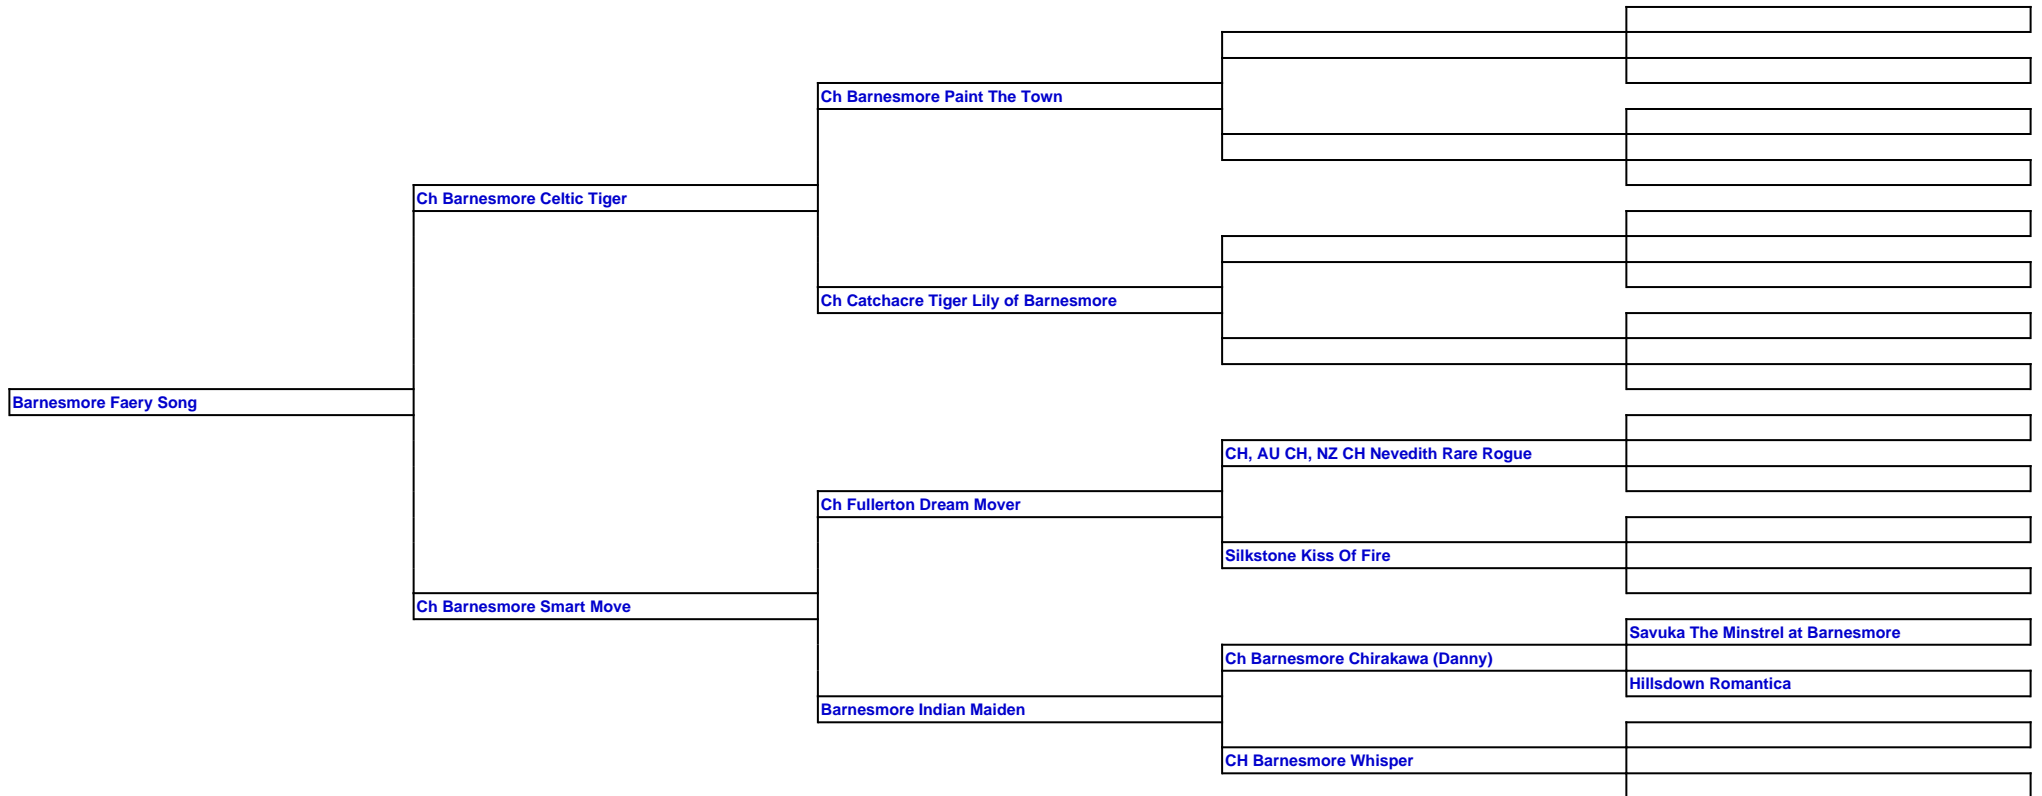 Ch Barnesmore Paint The Town
Ch Barnesmore Celtic Tiger
Ch Catchacre Tiger Lily of Barnesmore
Barnesmore Faery Song
CH, AU CH, NZ CH Nevedith Rare Rogue
Ch Fullerton Dream Mover
Silkstone Kiss Of Fire
Ch Barnesmore Smart Move
Savuka The Minstrel at Barnesmore
Ch Barnesmore Chirakawa (Danny)
Hillsdown Romantica
Barnesmore Indian Maiden
CH Barnesmore Whisper